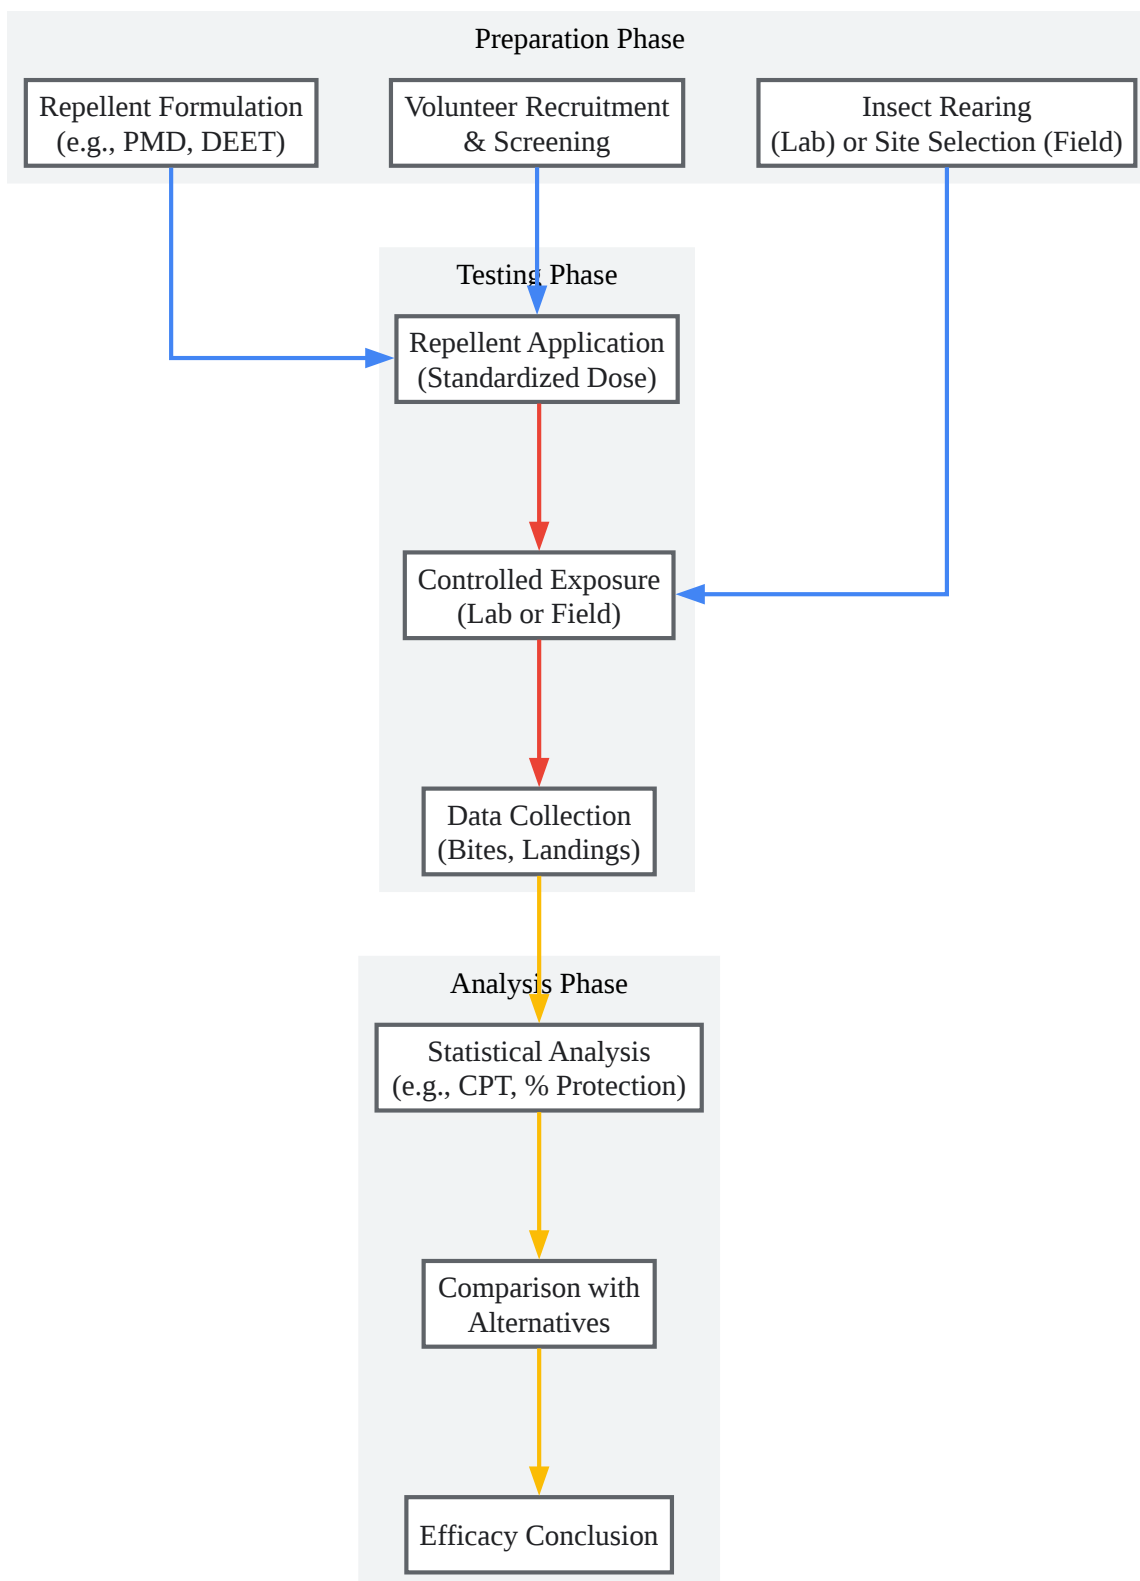 Preparation Phase
Repellent Formulation
(e.g., PMD, DEET)
Volunteer Recruitment
& Screening
Insect Rearing
(Lab) or Site Selection (Field)
Testing Phase
Repellent Application
(Standardized Dose)
Controlled Exposure
(Lab or Field)
Data Collection
(Bites, Landings)
Analysis Phase
Statistical Analysis
(e.g., CPT, % Protection)
Comparison with
Alternatives
Efficacy Conclusion